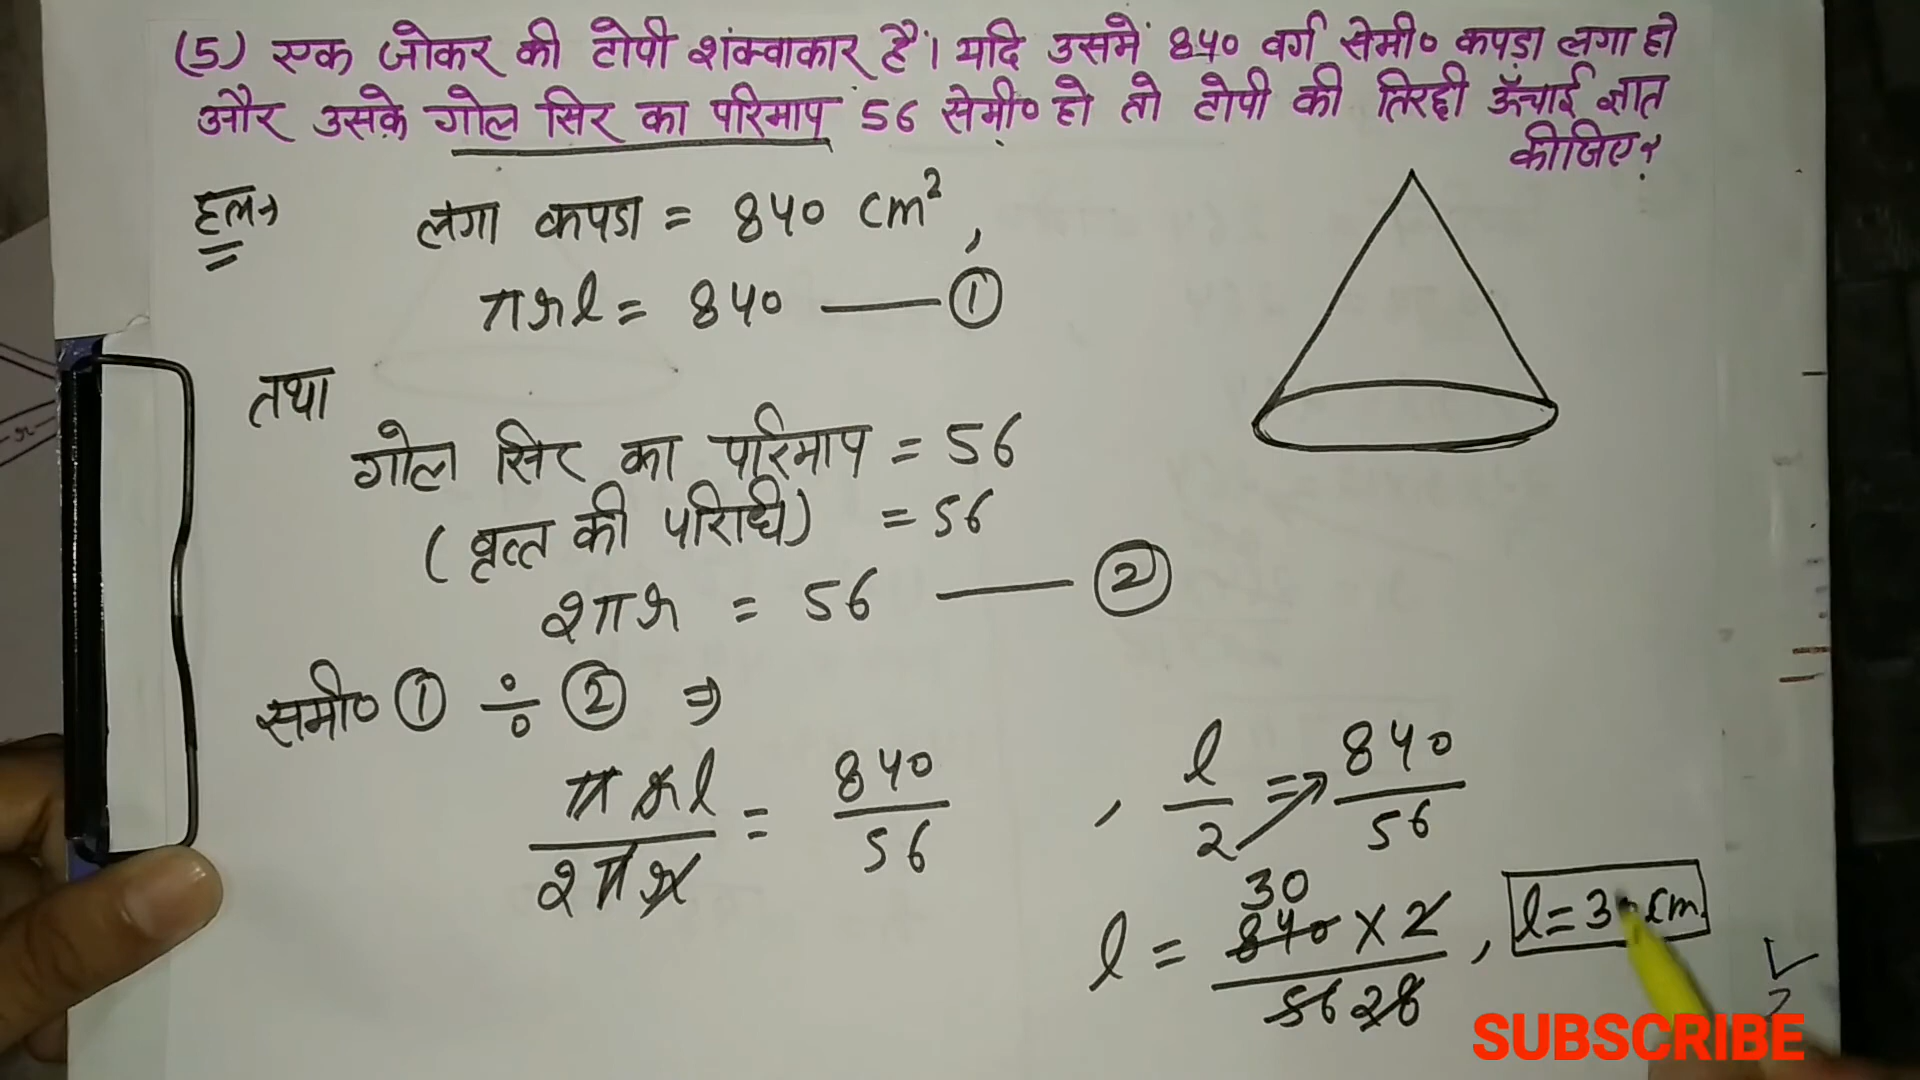 (5) एक जोकर की टोपी शंक्वाकार है। यदि उसमें 840 वर्ग सेमी० कपड़ा लगा हो
और उसके गोल सिर का परिमाप 56 सेमी० हो तो टोपी की तिरछी ऊँचाई ज्ञात
कीजिए?
हल→
लगा कपडा = 840 cm²,
πrl = 840 —— ①
तथा
गोल सिर का परिमाप = 56
(वृत्त की परिधि) = 56
2πr = 56 —— ②
समी० ① ÷ ② ⇒
πrl/2πr = 840/56 , l/2 = 840/56
30
l = 840 × 2/56 28 , l = 30 cm
SUBSCRIBE